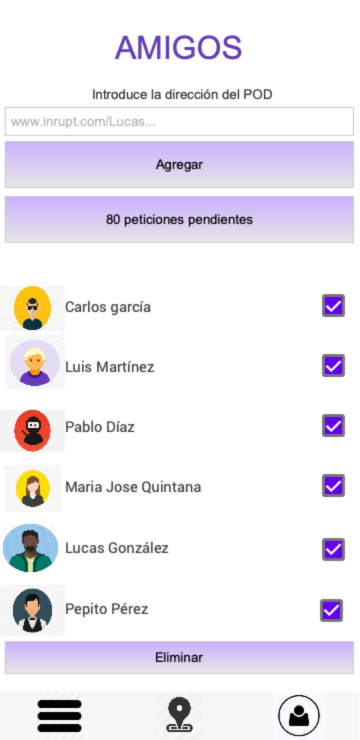 AMIGOS
Introduce la dirección del POD
www.inrupt.com/Lucas...
Agregar
80 peticiones pendientes
Carlos garcía
Luis Martínez
Pablo Díaz
Maria Jose Quintana
Lucas González
Pepito Pérez
Eliminar